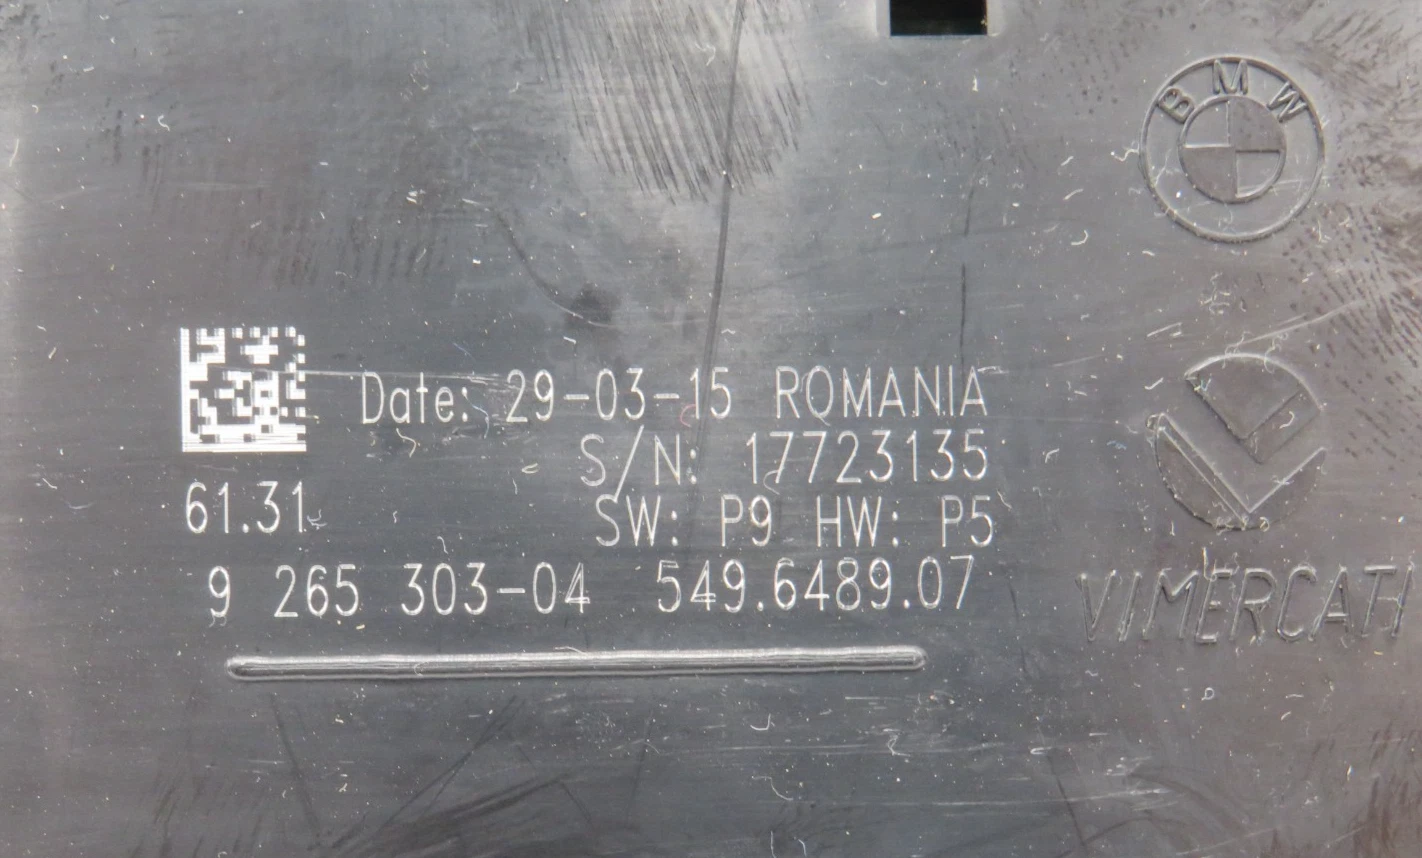 BMW
Date: 29-03-15 ROMANIA
S/N: 17723135
61.31 SW: P9 HW: P5
9 265 303-04 549.6489.07
VIMERCATI